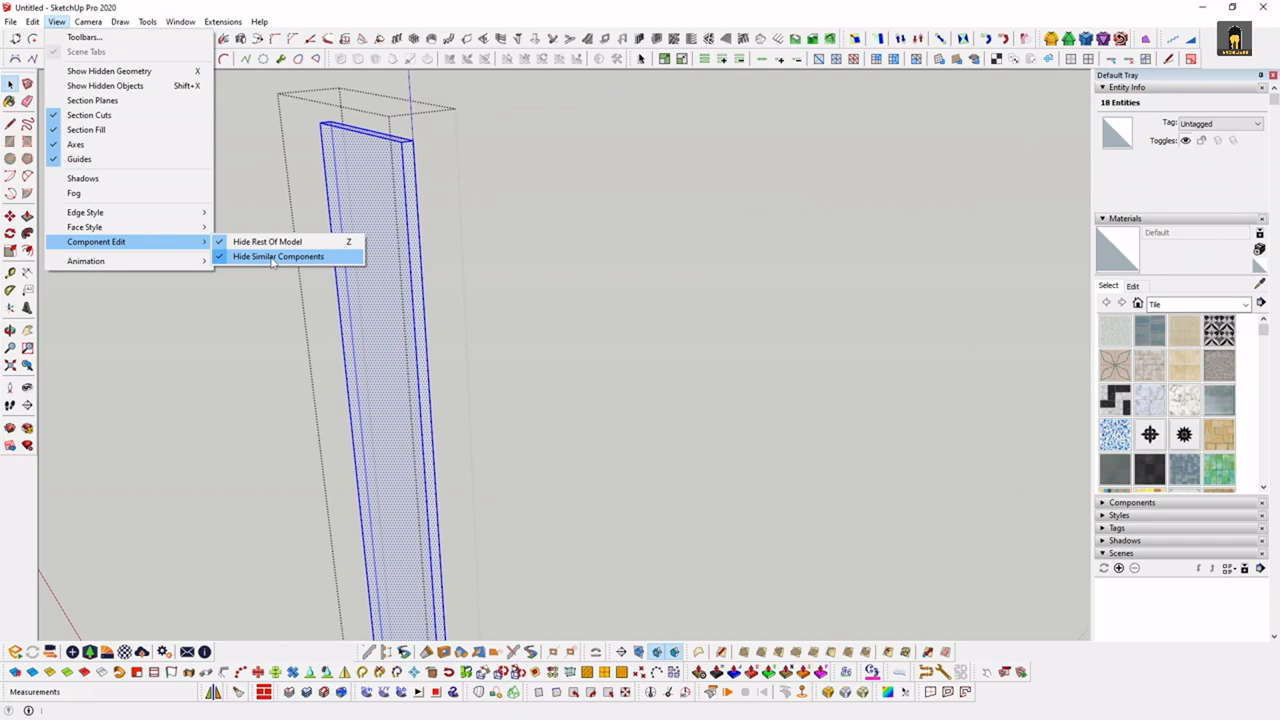 Untitled - SketchUp Pro 2020
File Edit View Camera Draw Tools Window Extensions Help
Toolbars...
Scene Tabs
Show Hidden Geometry X
Show Hidden Objects Shift+X
Section Planes
Section Cuts
Section Fill
Axes
Guides
Shadows
Fog
Edge Style
Face Style
Component Edit
Animation
Hide Rest Of Model Z
Hide Similar Components
Default Tray
Entity Info
18 Entities
Tag: Untagged
Toggles:
Materials
Default
Select Edit
Tile
Components
Styles
Tags
Shadows
Scenes
Measurements